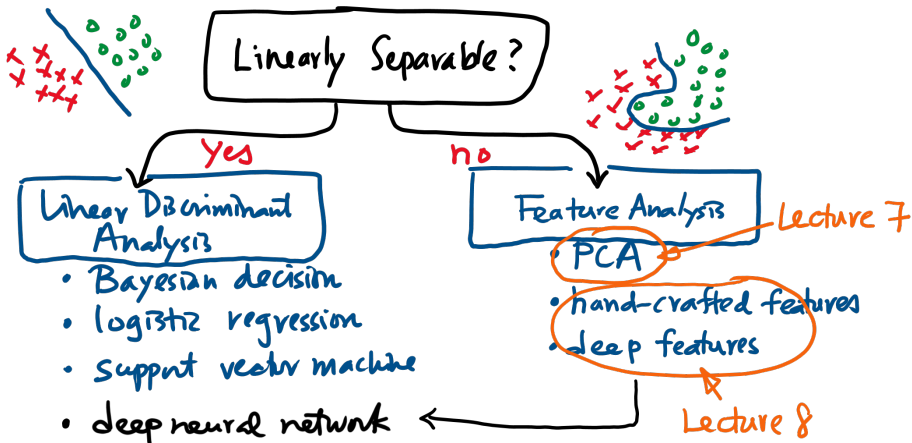 Linearly Separable?
Yes
no
Linear Discriminant
Analysis
• Bayesian decision
• logistic regression
• support vector machine
• deep neural network
Feature Analysis
• PCA
• hand-crafted features
• deep features
Lecture 7
Lecture 8